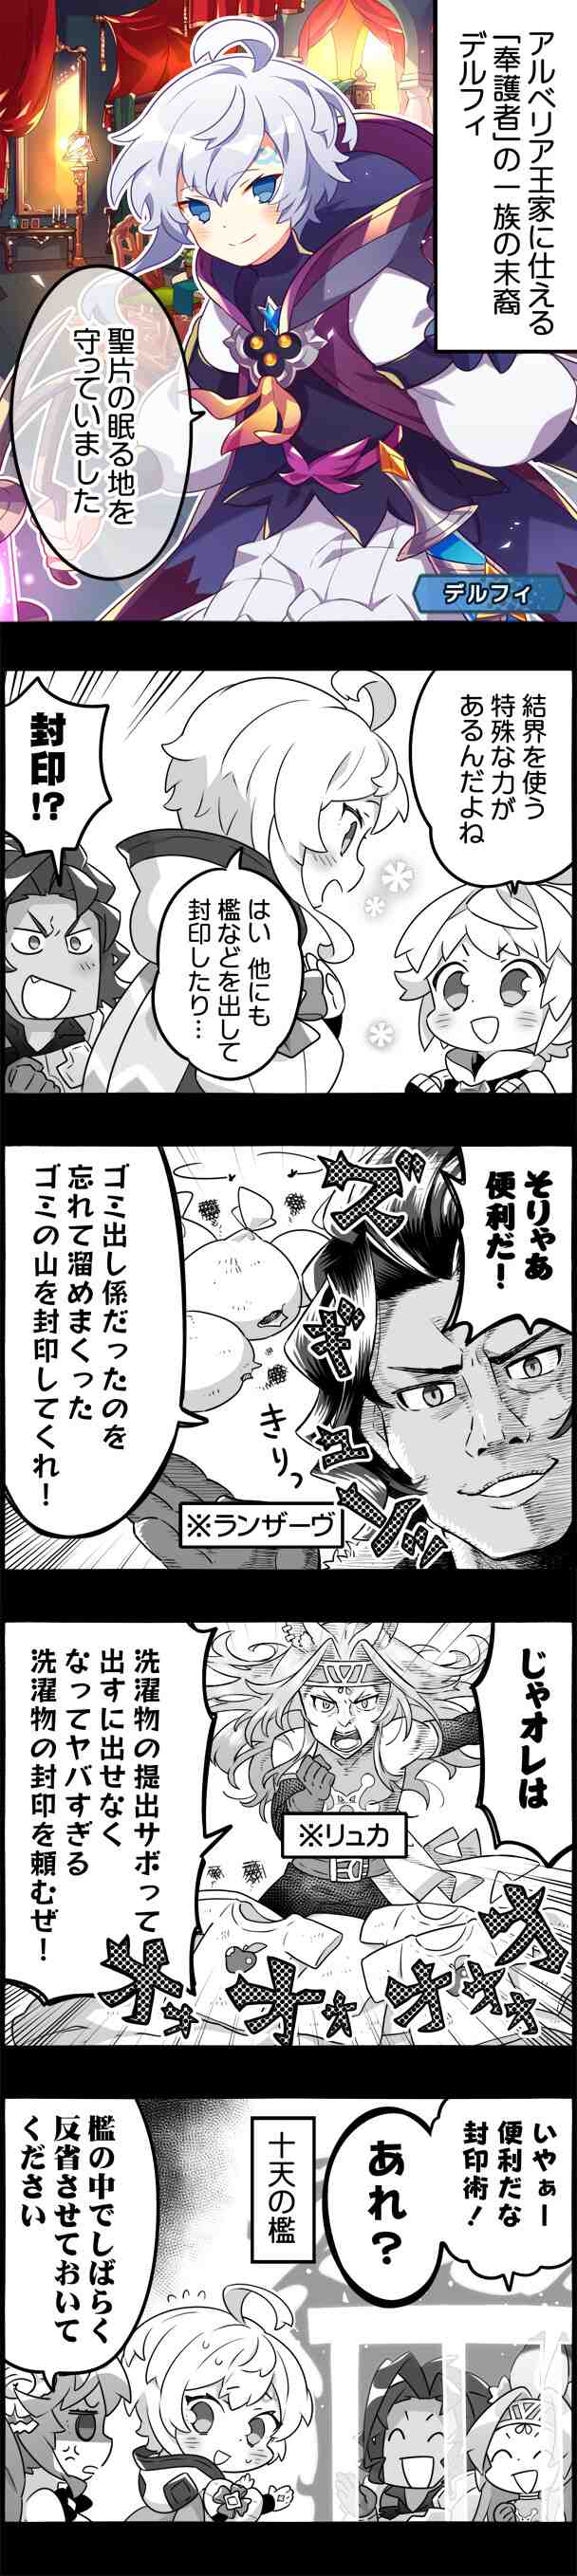 アルベリア王家に仕える
「奉護者」の一族の末裔
デルフィ
聖片の眠る地を
守っていました
デルフィ
結界を使う
特殊な力が
あるんだよね
はい 他にも
檻などを出して
封印したり…
封印!?
そりゃあ
便利だ！
ズギュッッ
きりっ
※ランザーヴ
ゴミ出し係だったのを
忘れて溜めまくった
ゴミの山を封印してくれ！
じゃオレは
※リュカ
洗濯物の提出サボって
出すに出せなく
なってヤバすぎる
洗濯物の封印を頼むぜ！
ズオォォオォオォ
いやぁー
便利だな
封印術！
あれ？
十天の檻
檻の中でしばらく
反省させておいて
ください